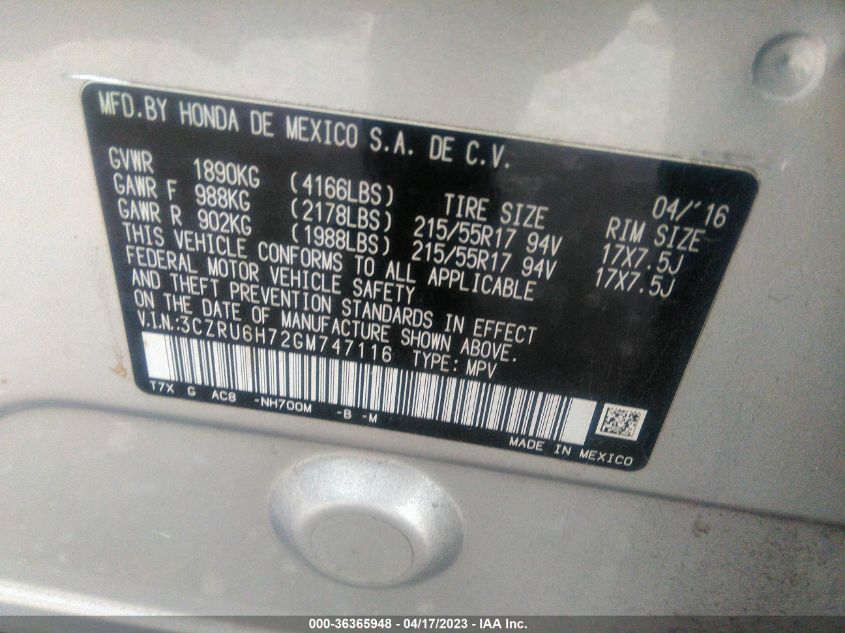 MFD.BY HONDA DE MEXICO S.A. DE C.V.
04/'16
GVWR 1890KG (4166LBS) TIRE SIZE RIM SIZE
GAWR F 988KG (2178LBS) 215/55R17 94V 17X7.5J
GAWR R 902KG (1988LBS) 215/55R17 94V 17X7.5J
THIS VEHICLE CONFORMS TO ALL APPLICABLE
FEDERAL MOTOR VEHICLE SAFETY
AND THEFT PREVENTION STANDARDS IN EFFECT
ON THE DATE OF MANUFACTURE SHOWN ABOVE.
V.I.N.:3CZRU6H72GM747116 TYPE: MPV
T7X G AC8 -NH700M -B -M
MADE IN MEXICO
000-36365948 - 04/17/2023 - IAA Inc.